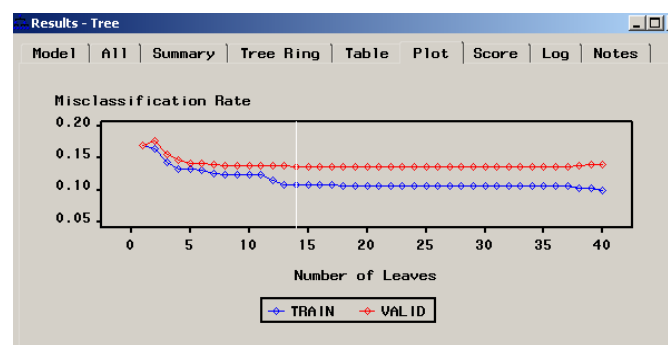 Results - Tree
Model All Summary Tree Ring Table Plot Score Log Notes
Misclassification Rate
0.20
0.15
0.10
0.05
0 5 10 15 20 25 30 35 40
Number of Leaves
TRAIN VALID